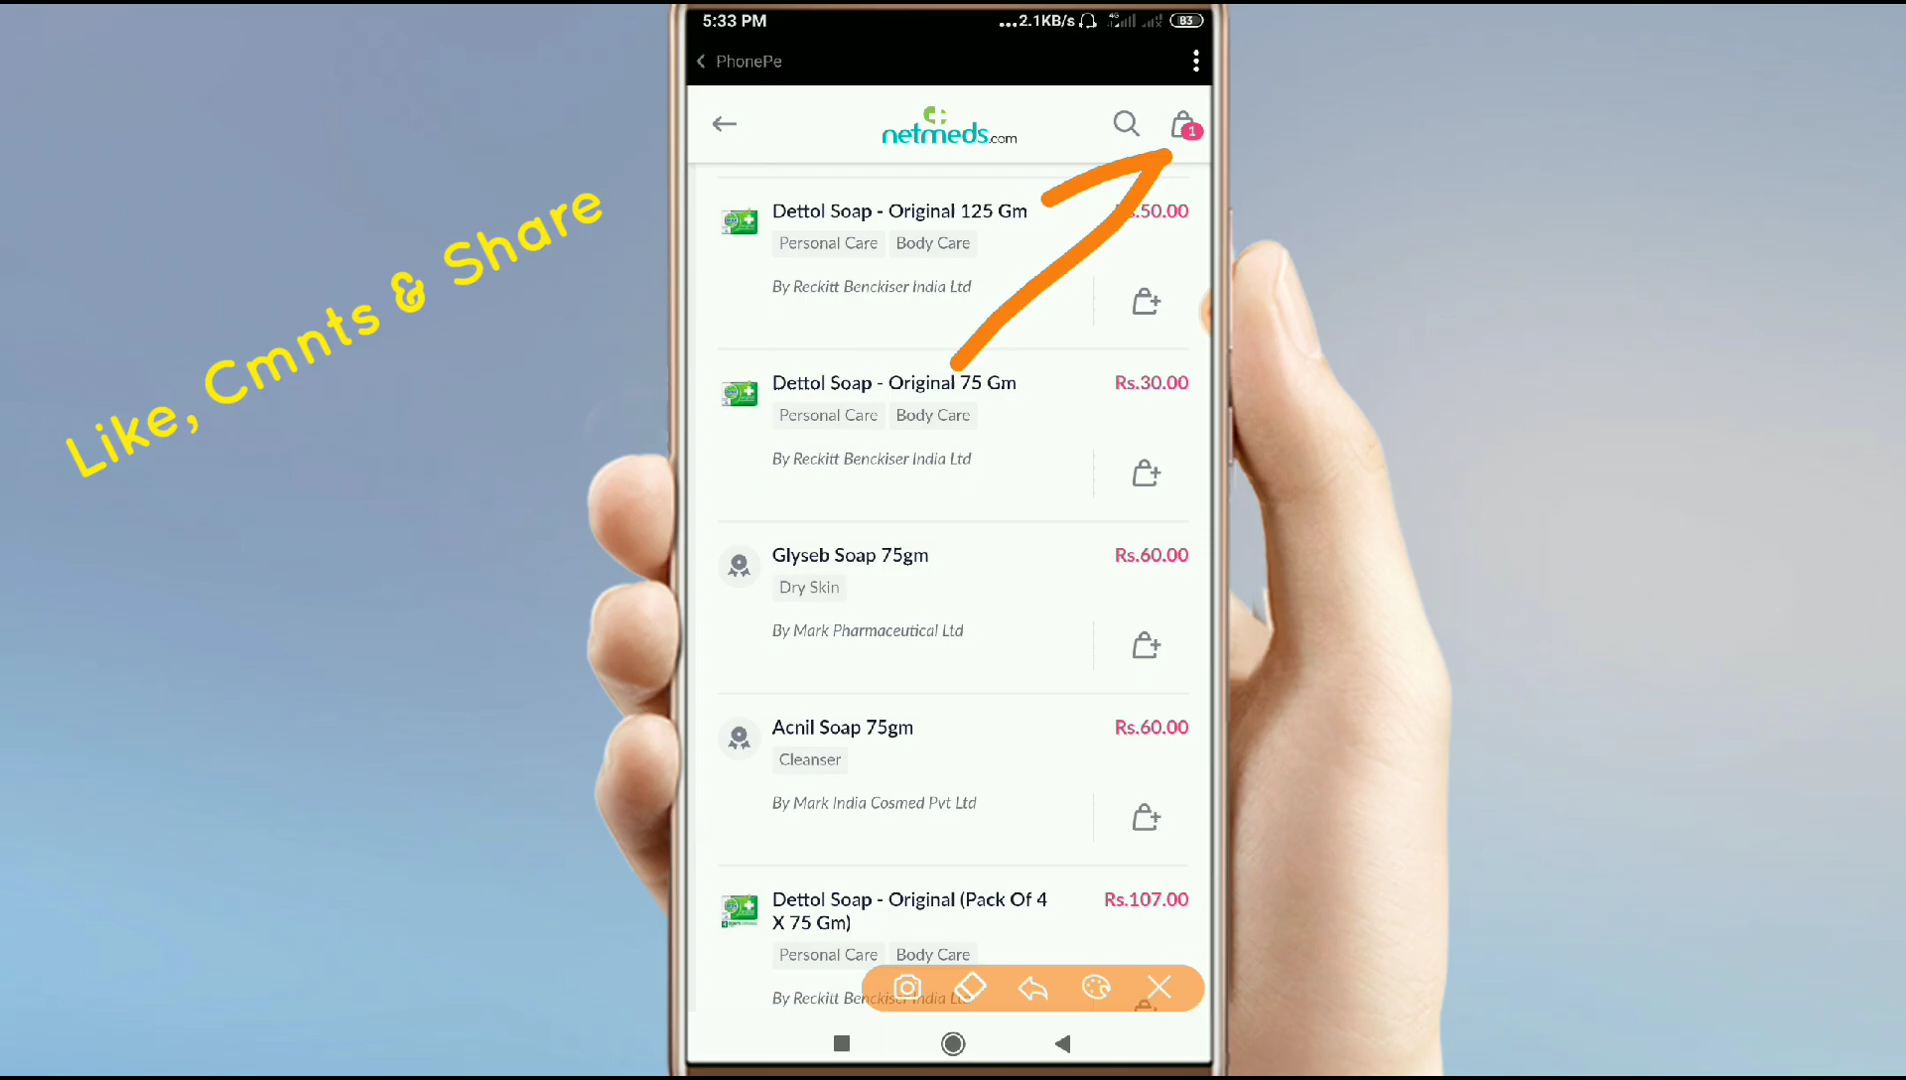 5:33 PM
...2.1KB/s 4G 83
PhonePe
netmeds.com
1
Dettol Soap - Original 125 Gm
.50.00
Personal Care Body Care
By Reckitt Benckiser India Ltd
Dettol Soap - Original 75 Gm
Rs.30.00
Personal Care Body Care
By Reckitt Benckiser India Ltd
Glyseb Soap 75gm
Rs.60.00
Dry Skin
By Mark Pharmaceutical Ltd
Acnil Soap 75gm
Rs.60.00
Cleanser
By Mark India Cosmed Pvt Ltd
Dettol Soap - Original (Pack Of 4
X 75 Gm)
Rs.107.00
Personal Care Body Care
By Reckitt Benckiser India Ltd
Like, Cmnts & Share